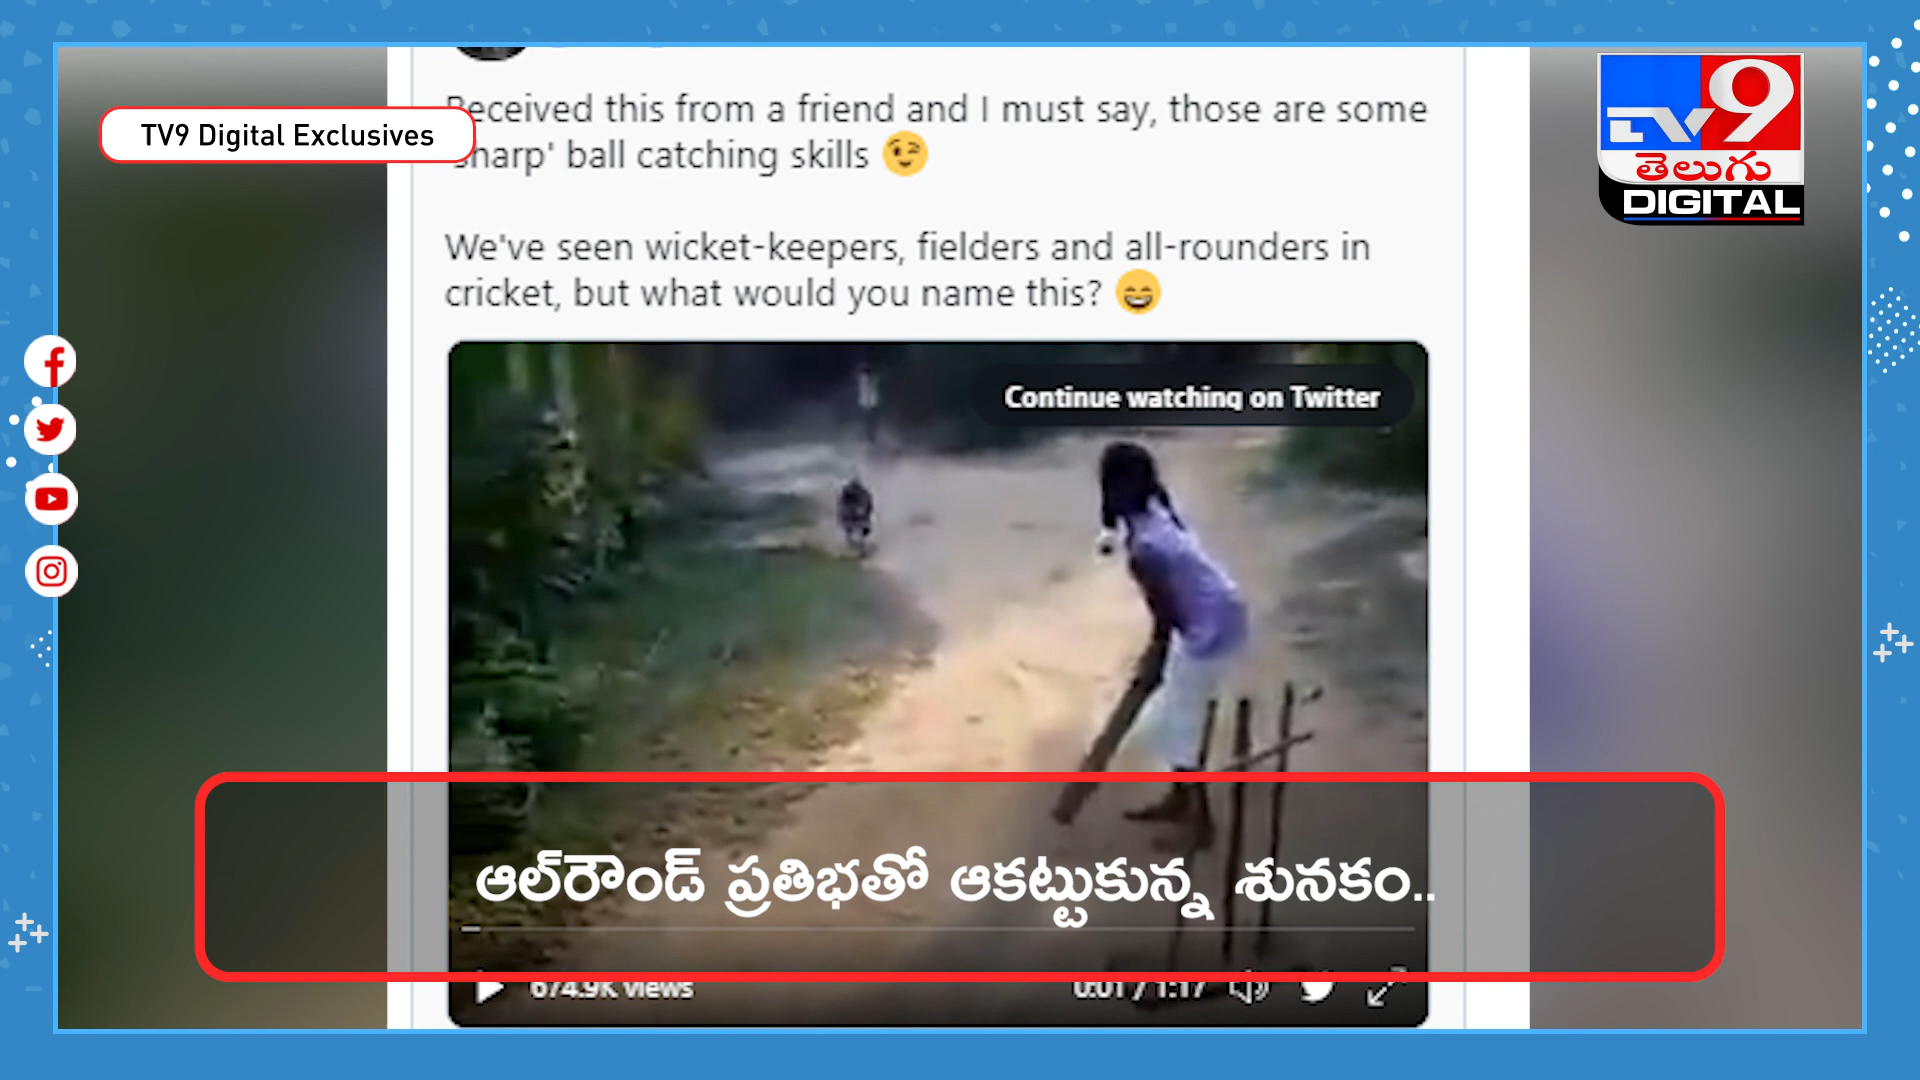 Received this from a friend and I must say, those are some
TV9 Digital Exclusives
'sharp' ball catching skills 😉
We've seen wicket-keepers, fielders and all-rounders in
cricket, but what would you name this? 😄
TV9
తెలుగు
DIGITAL
Continue watching on Twitter
ఆల్‌రౌండ్ ప్రతిభతో ఆకట్టుకున్న శునకం..
674.9K views
0:01 / 1:17